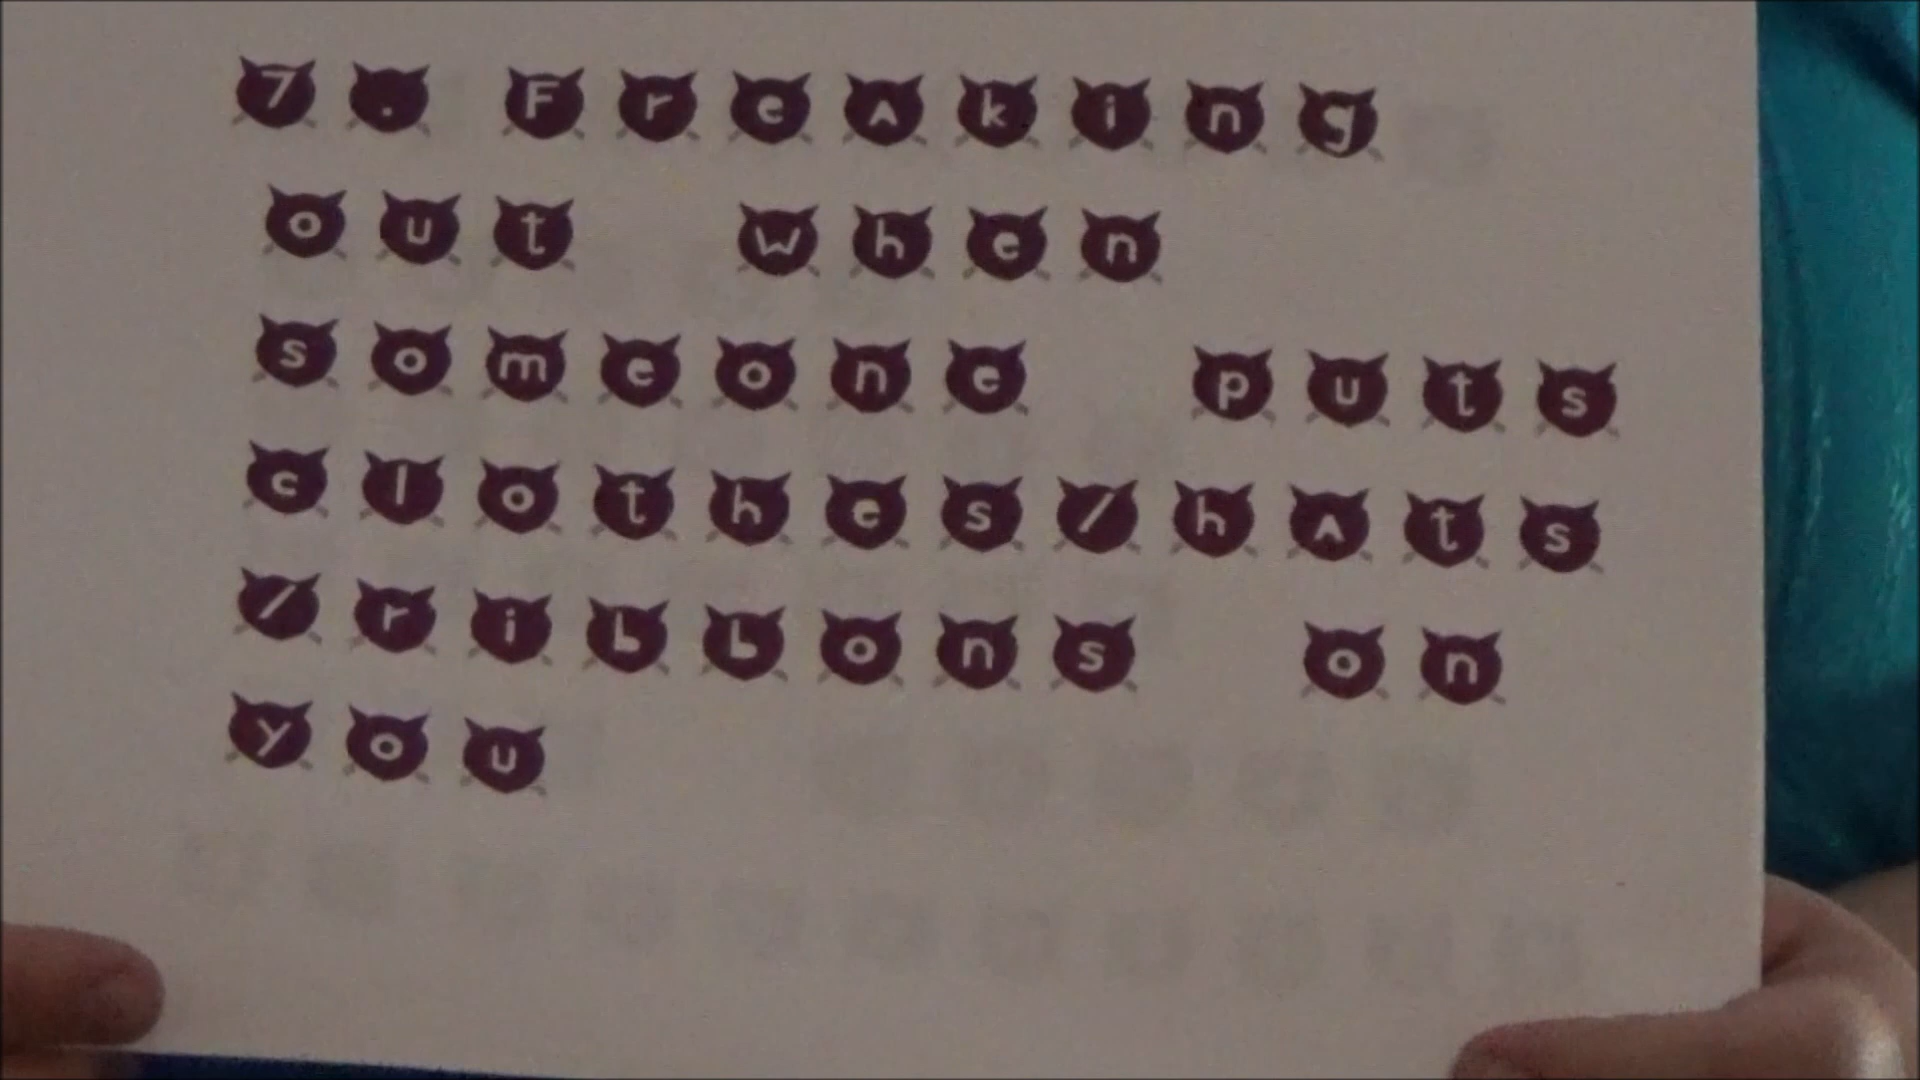 7. Freaking
out when
someone puts
clothes/hats
/ribbons on
you